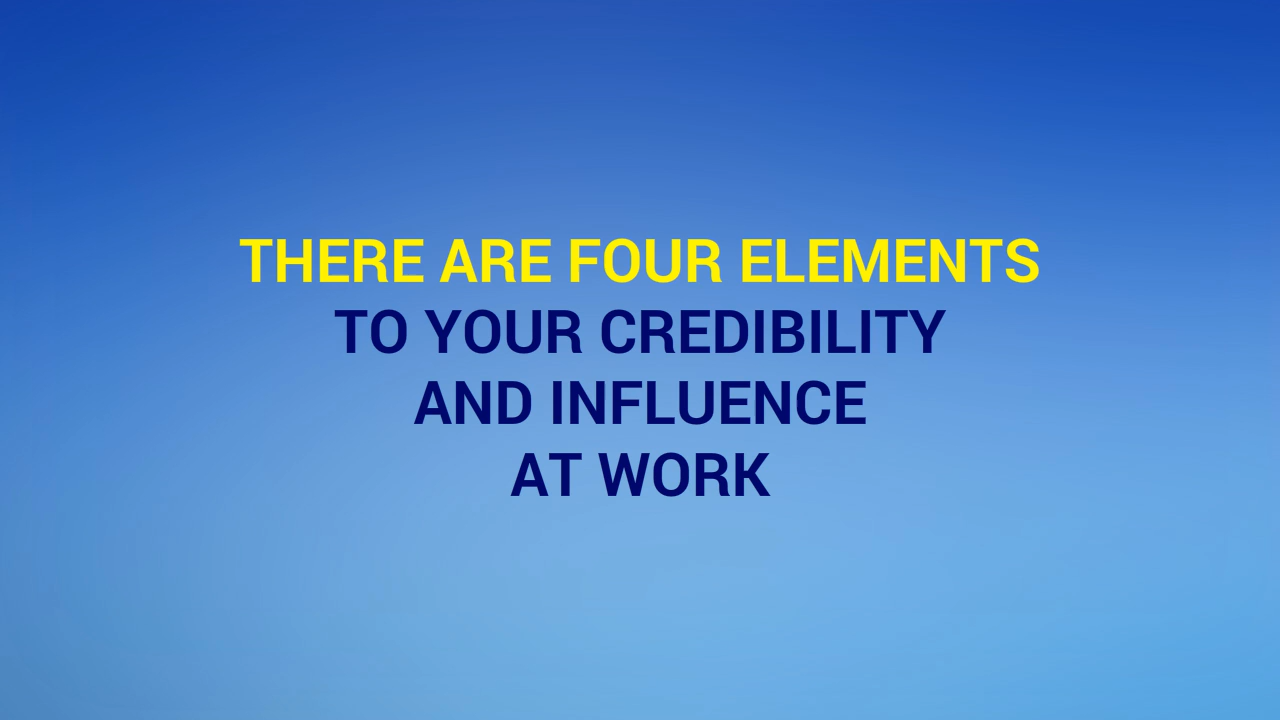 THERE ARE FOUR ELEMENTS
TO YOUR CREDIBILITY
AND INFLUENCE
AT WORK